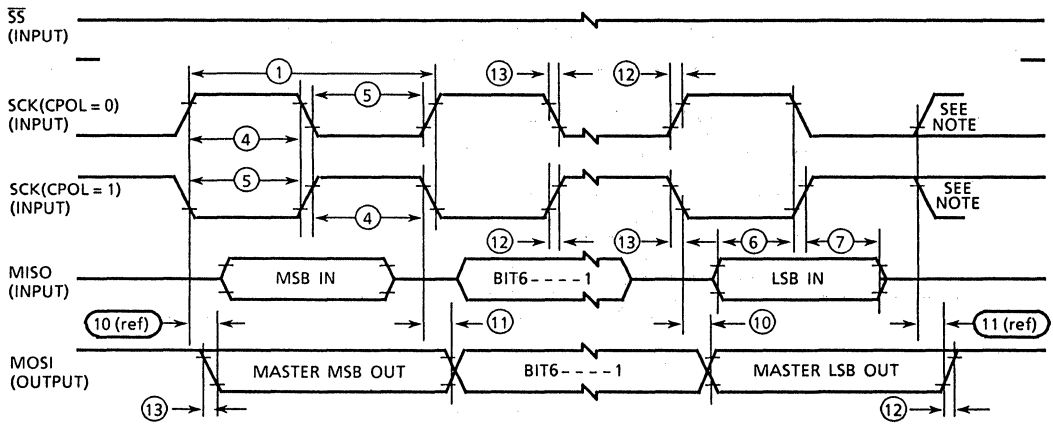 SS
(INPUT)
1
13
12
5
SCK(CPOL = 0)
(INPUT)
SEE
NOTE
4
5
SCK(CPOL = 1)
(INPUT)
SEE
NOTE
4
12
13
6
7
MISO
(INPUT)
MSB IN
BIT6 - - - - 1
LSB IN
10 (ref)
11
10
11 (ref)
MOSI
(OUTPUT)
MASTER MSB OUT
BIT6 - - - - - 1
MASTER LSB OUT
13
12